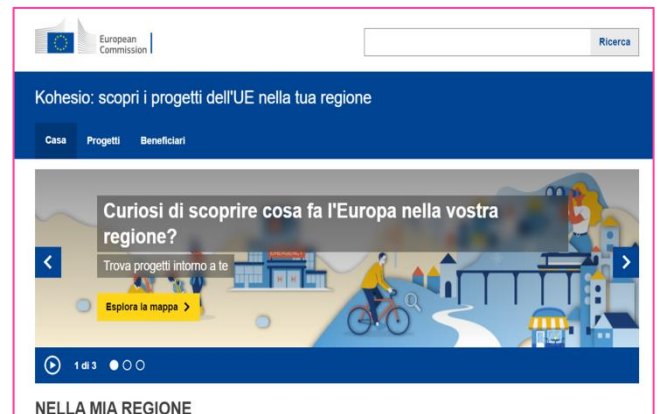 European
Commission
Ricerca
Kohesio: scopri i progetti dell'UE nella tua regione
Casa Progetti Beneficiari
Curiosi di scoprire cosa fa l'Europa nella vostra
regione?
Trova progetti intorno a te
Esplora la mappa
1 di 3
NELLA MIA REGIONE